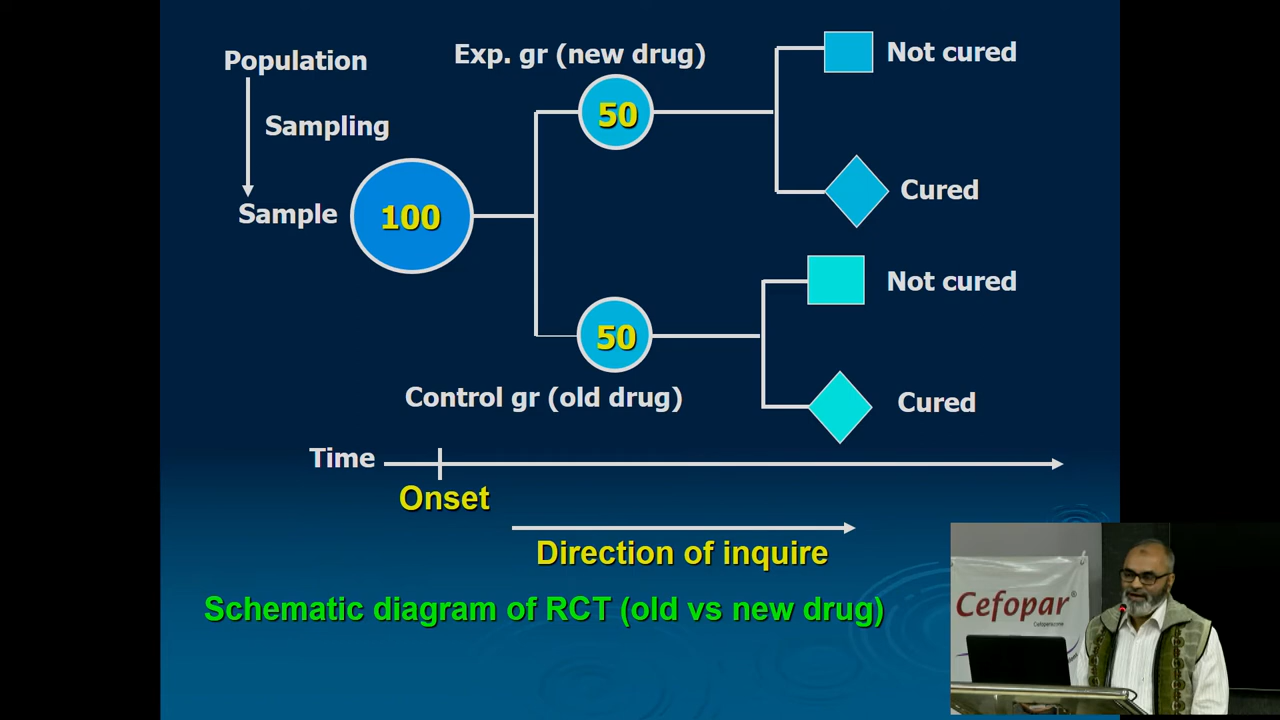 Population
Exp. gr (new drug)
Not cured
Sampling
50
Sample
100
Cured
Not cured
50
Control gr (old drug)
Cured
Time
Onset
Direction of inquire
Schematic diagram of RCT (old vs new drug)
Cefopar®